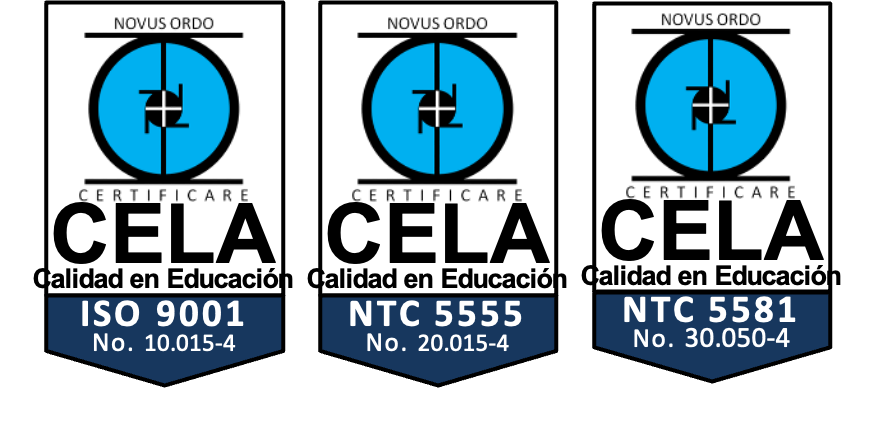 NOVUS ORDO
CERTIFICARE
CELA
Calidad en Educación
ISO 9001
No. 10.015-4
NOVUS ORDO
CERTIFICARE
CELA
Calidad en Educación
NTC 5555
No. 20.015-4
NOVUS ORDO
CERTIFICARE
CELA
Calidad en Educación
NTC 5581
No. 30.050-4